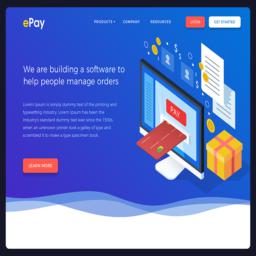 ePay
PRODUCTS COMPANY RESOURCES
LOGIN GET STARTED
We are building a software to
help people manage orders
Lorem Ipsum is simply dummy text of the printing and
typesetting industry. Lorem Ipsum has been the
industry's standard dummy text ever since the 1500s,
when an unknown printer took a galley of type and
scrambled it to make a type specimen book.
LEARN MORE
PAY